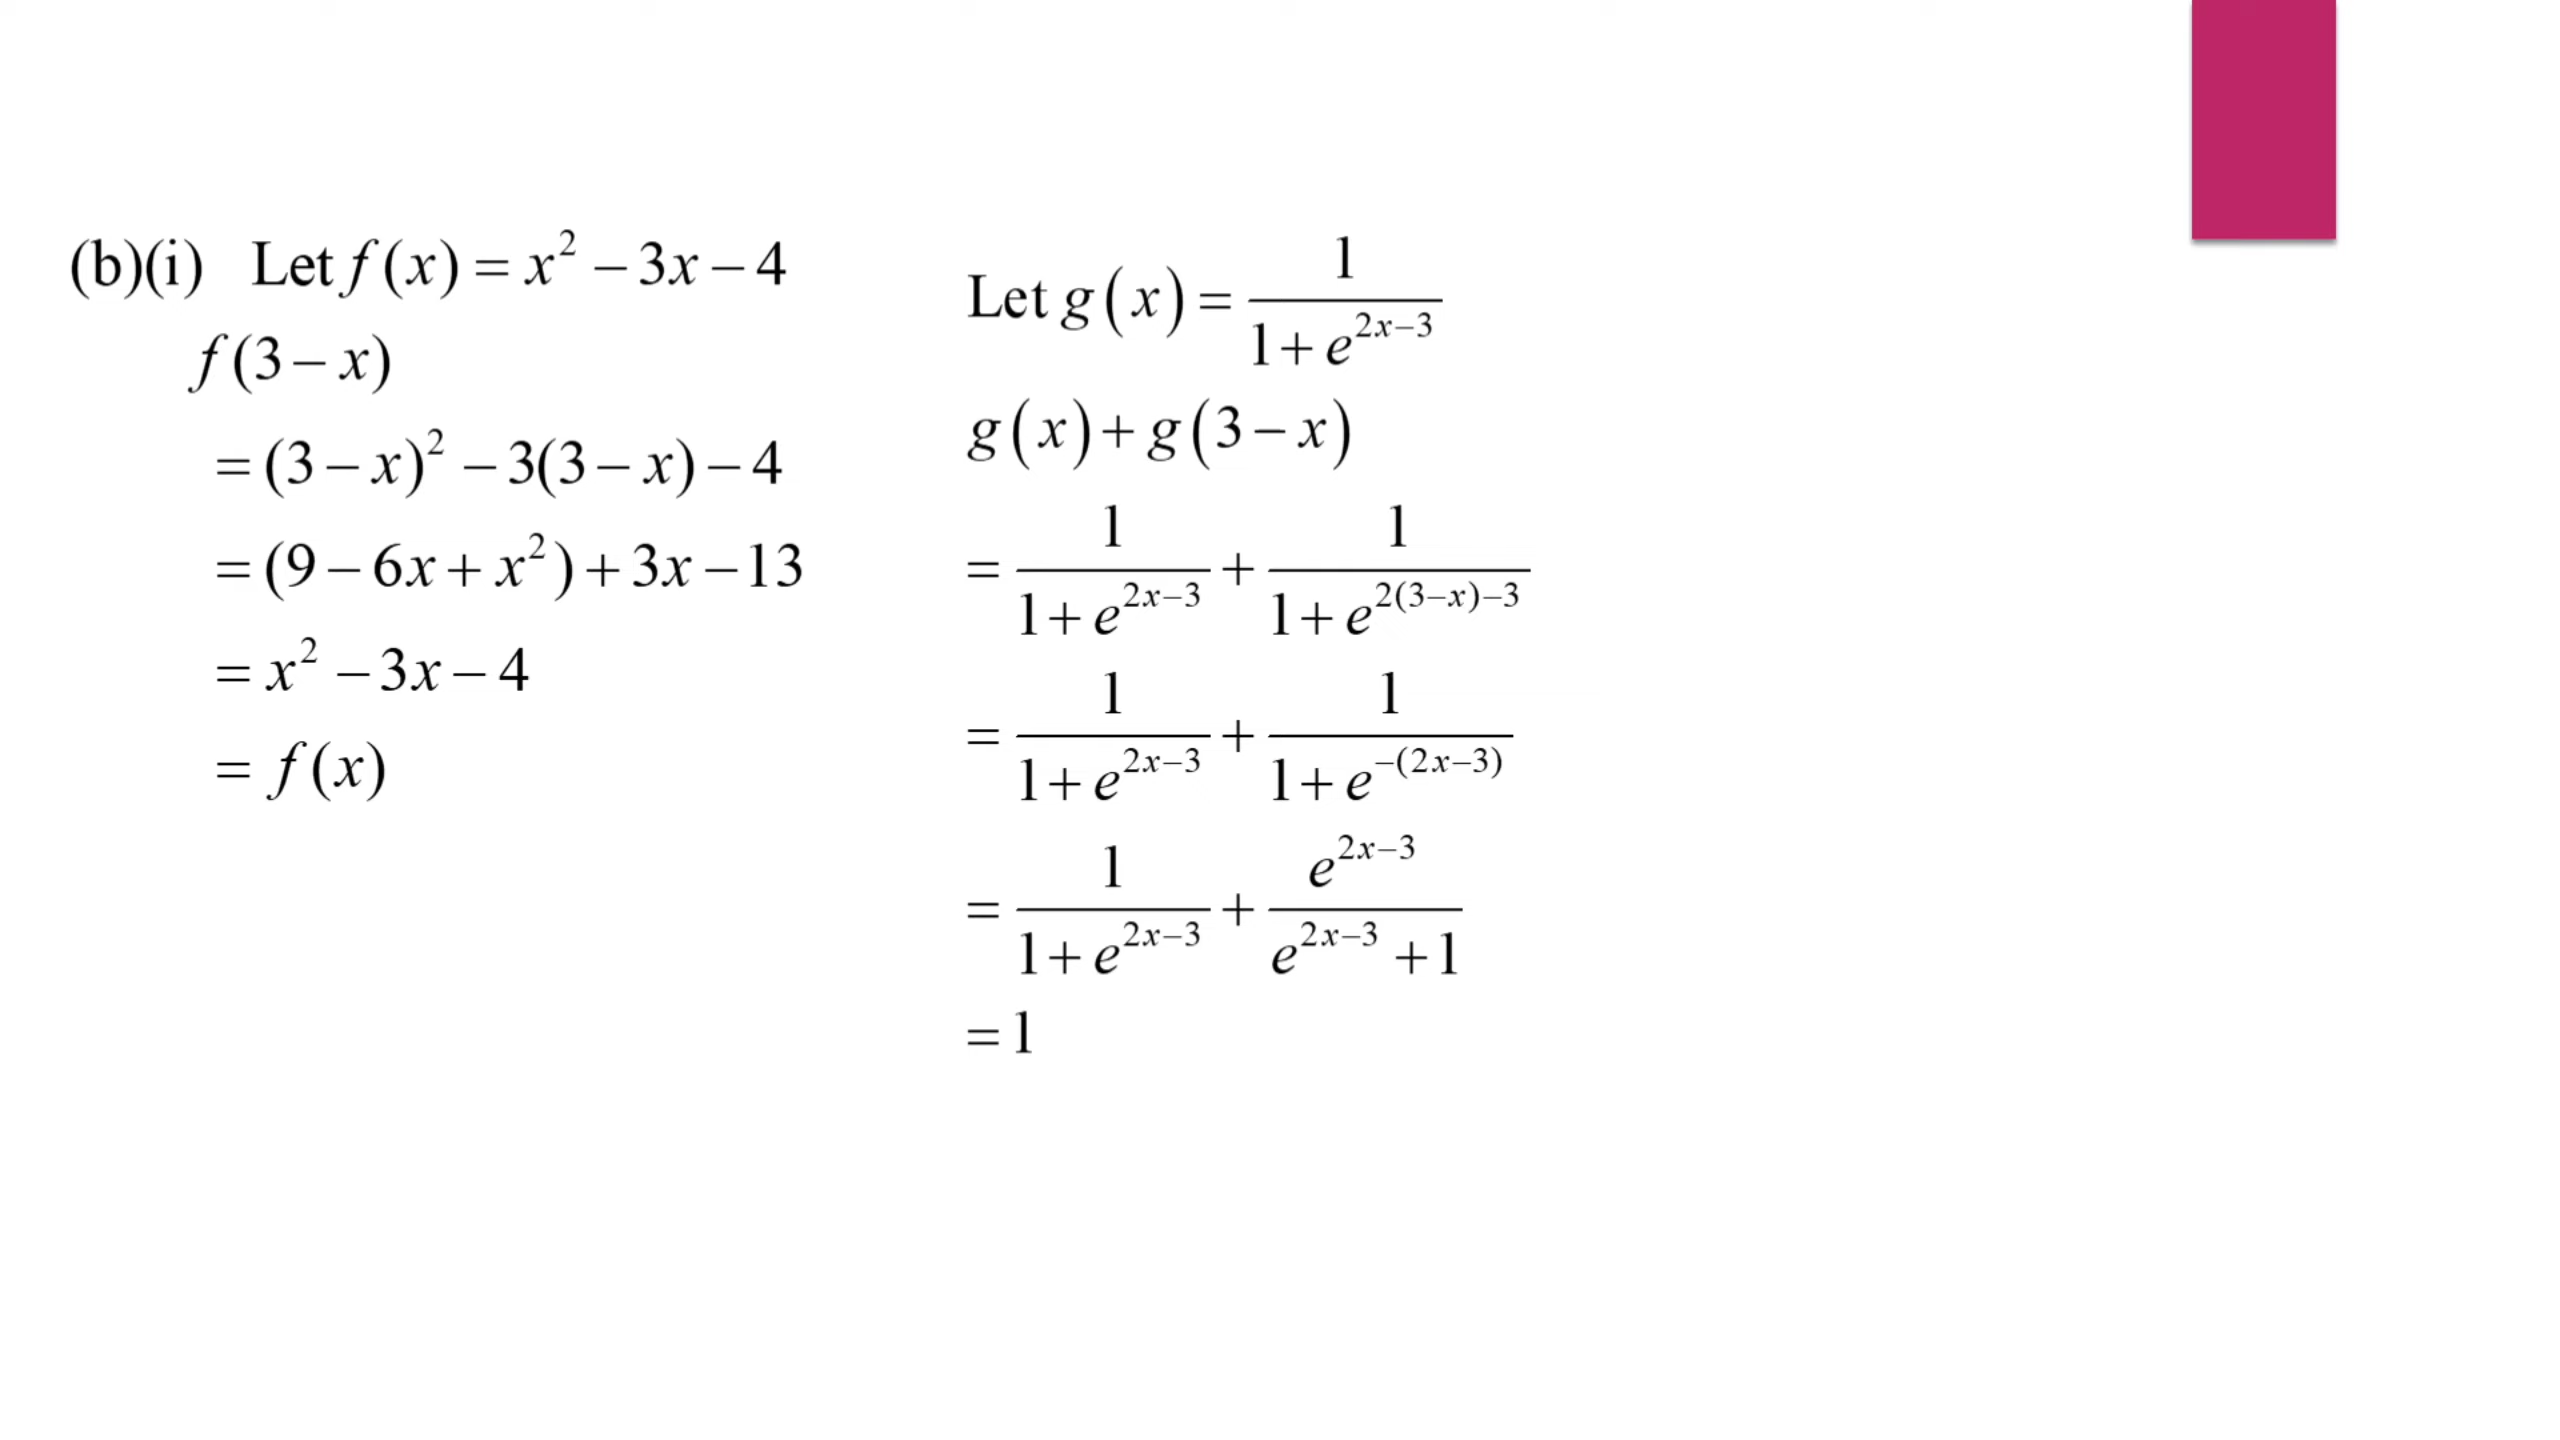 (b)(i) Let f(x) = x² – 3x – 4
f(3 – x)
= (3 – x)² – 3(3 – x) – 4
= (9 – 6x + x²) + 3x – 13
= x² – 3x – 4
= f(x)
Let g(x) = 1/(1 + e^(2x–3))
g(x) + g(3 – x)
= 1/(1 + e^(2x–3)) + 1/(1 + e^(2(3–x)–3))
= 1/(1 + e^(2x–3)) + 1/(1 + e^(–(2x–3)))
= 1/(1 + e^(2x–3)) + e^(2x–3)/(e^(2x–3) + 1)
= 1